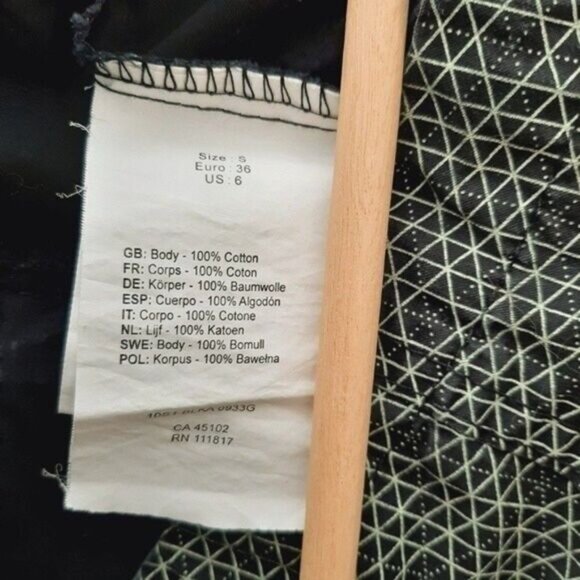 Size : S
Euro : 36
US : 6
GB: Body - 100% Cotton
FR: Corps - 100% Coton
DE: Körper - 100% Baumwolle
ESP: Cuerpo - 100% Algodón
IT: Corpo - 100% Cotone
NL: Lijf - 100% Katoen
SWE: Body - 100% Bomull
POL: Korpus - 100% Bawełna
0933G
CA 45102
RN 111817